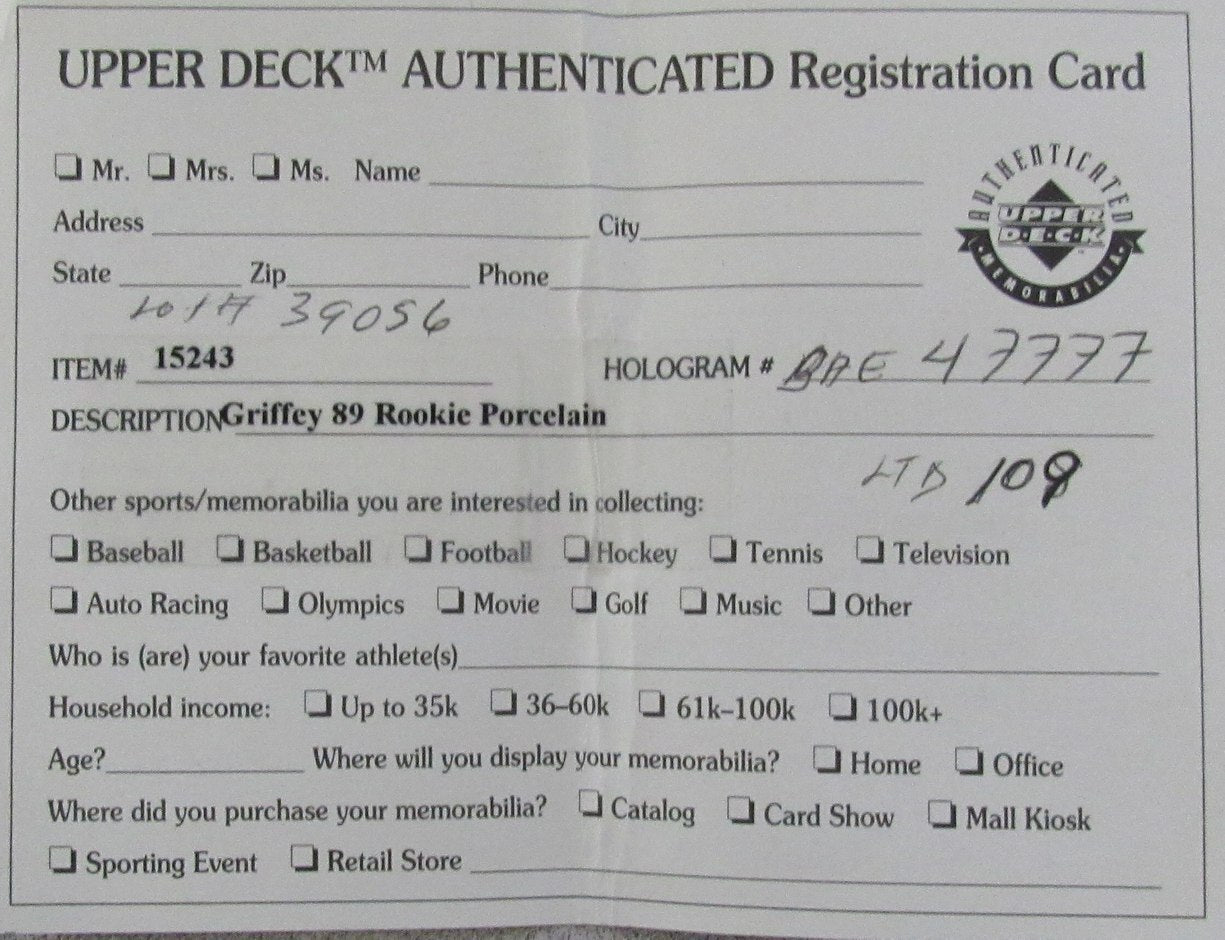 UPPER DECK™ AUTHENTICATED Registration Card
❏ Mr. ❏ Mrs. ❏ Ms. Name
AUTHENTICATED
UPPER
D·E·C·K
MEMORABILIA
Address City
State Zip Phone
39056
ITEM# 15243 HOLOGRAM # BAE 47777
DESCRIPTION Griffey 89 Rookie Porcelain
LTD 108
Other sports/memorabilia you are interested in collecting:
❏ Baseball ❏ Basketball ❏ Football ❏ Hockey ❏ Tennis ❏ Television
❏ Auto Racing ❏ Olympics ❏ Movie ❏ Golf ❏ Music ❏ Other
Who is (are) your favorite athlete(s)
Household income: ❏ Up to 35k ❏ 36–60k ❏ 61k–100k ❏ 100k+
Age? Where will you display your memorabilia? ❏ Home ❏ Office
Where did you purchase your memorabilia? ❏ Catalog ❏ Card Show ❏ Mall Kiosk
❏ Sporting Event ❏ Retail Store